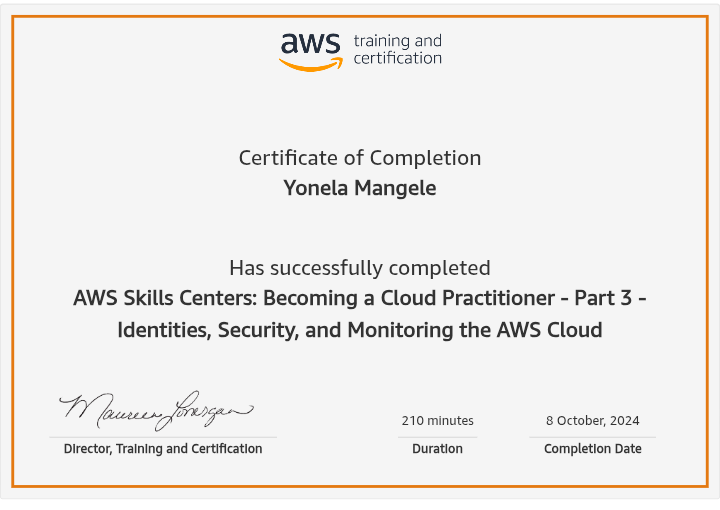 aws training and
certification
Certificate of Completion
Yonela Mangele
Has successfully completed
AWS Skills Centers: Becoming a Cloud Practitioner - Part 3 -
Identities, Security, and Monitoring the AWS Cloud
Maureen Lonergan
210 minutes
8 October, 2024
Director, Training and Certification
Duration
Completion Date